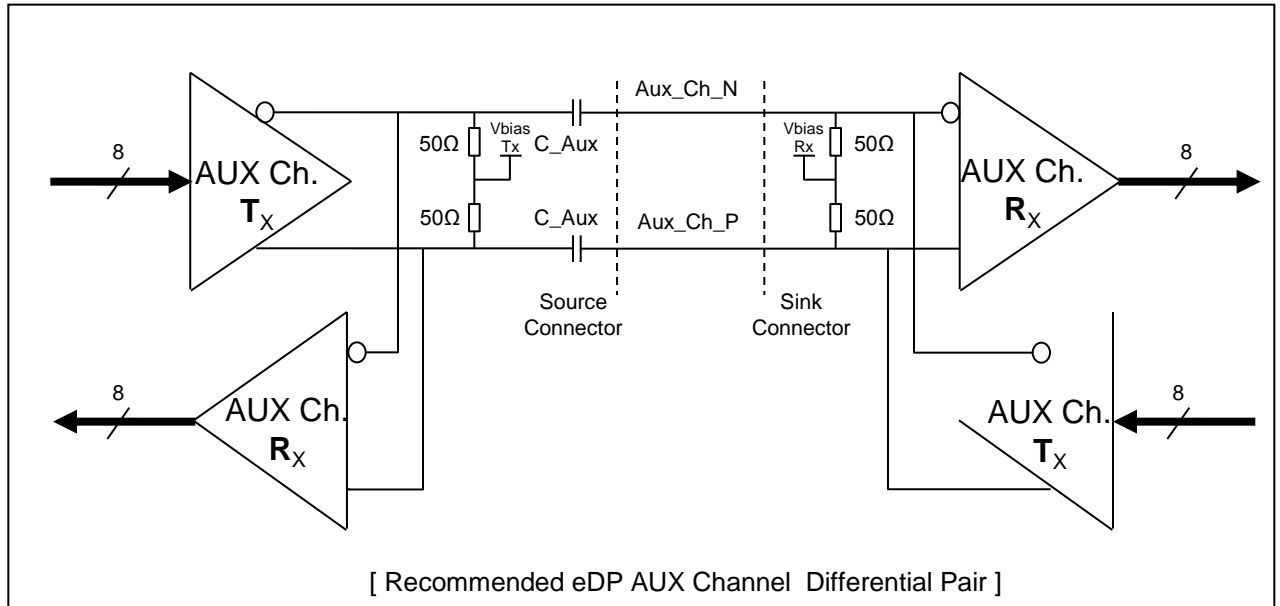 Aux_Ch_N
8
AUX Ch.
TX
50Ω
Vbias
Tx
C_Aux
Vbias
Rx
50Ω
AUX Ch.
RX
8
50Ω
C_Aux
Aux_Ch_P
50Ω
Source
Connector
Sink
Connector
8
AUX Ch.
RX
AUX Ch.
TX
8
[ Recommended eDP AUX Channel Differential Pair ]